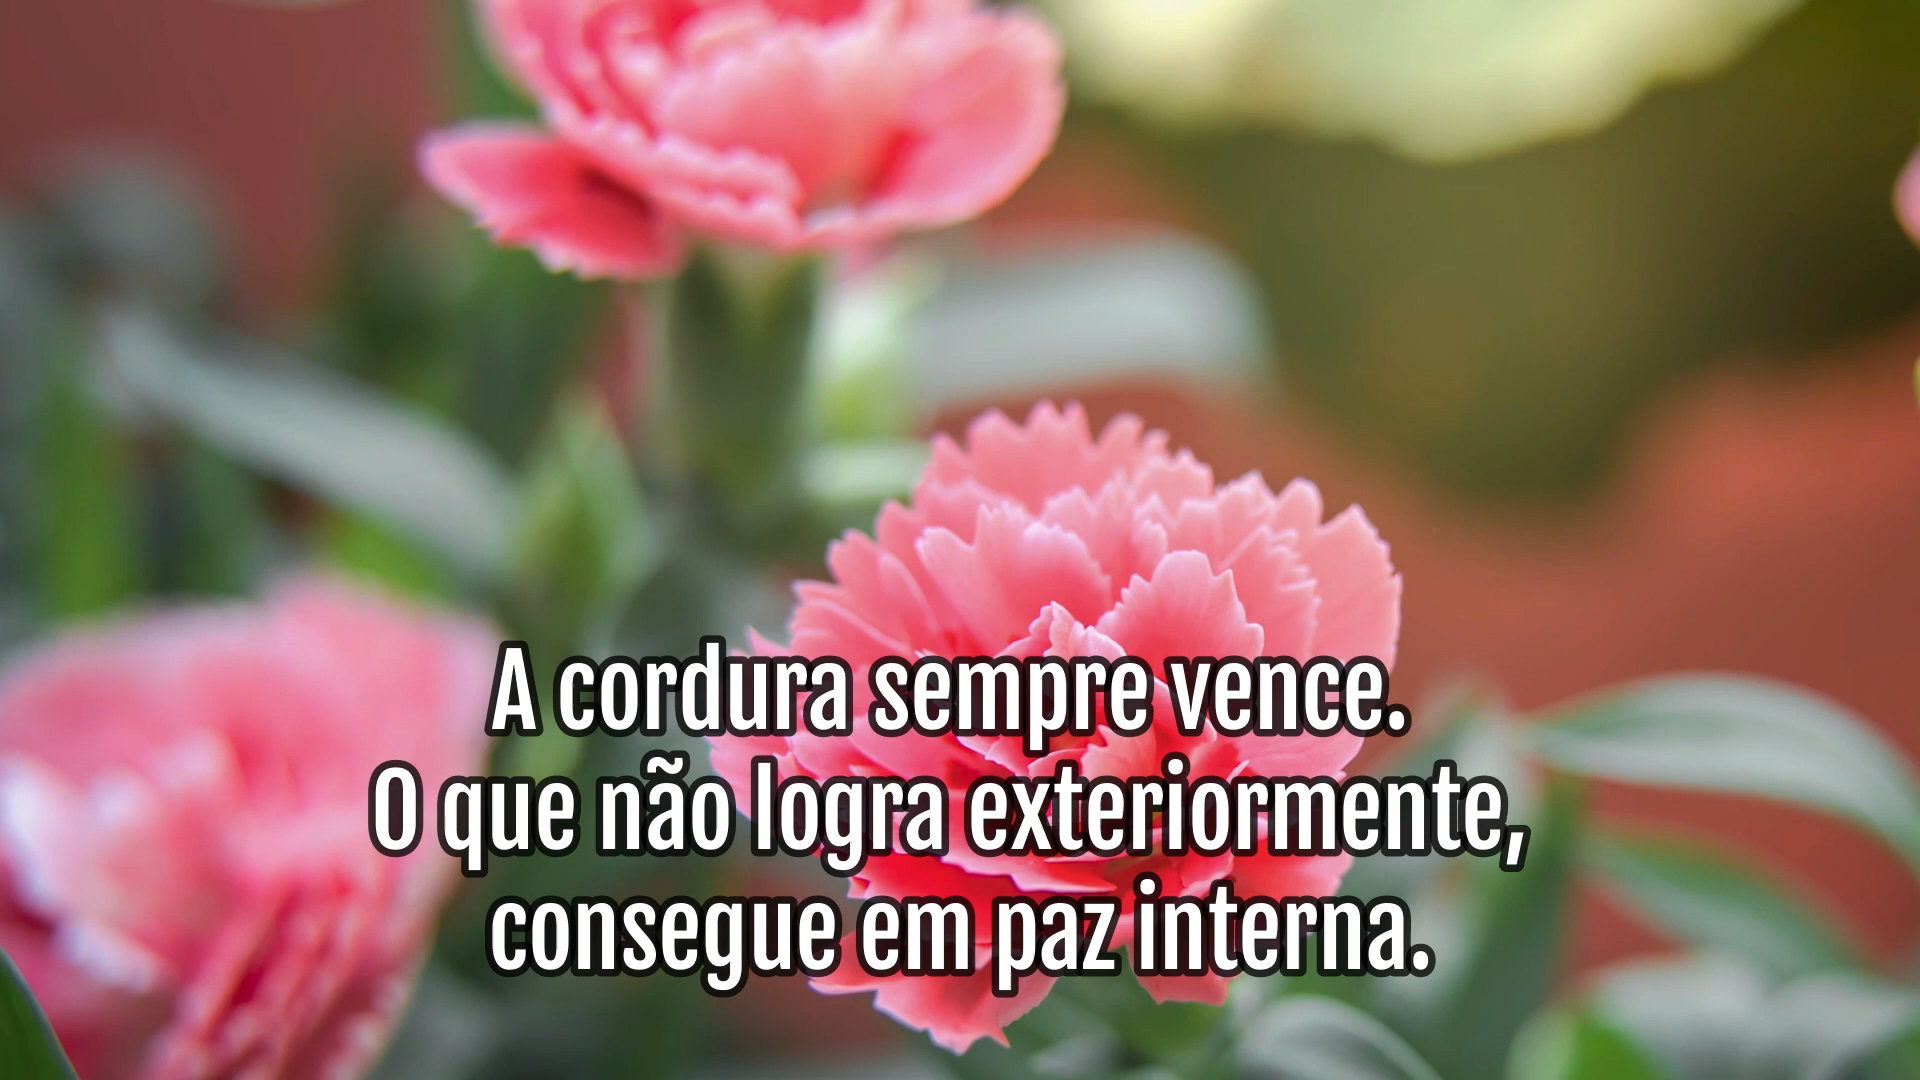 A cordura sempre vence.
O que não logra exteriormente,
consegue em paz interna.